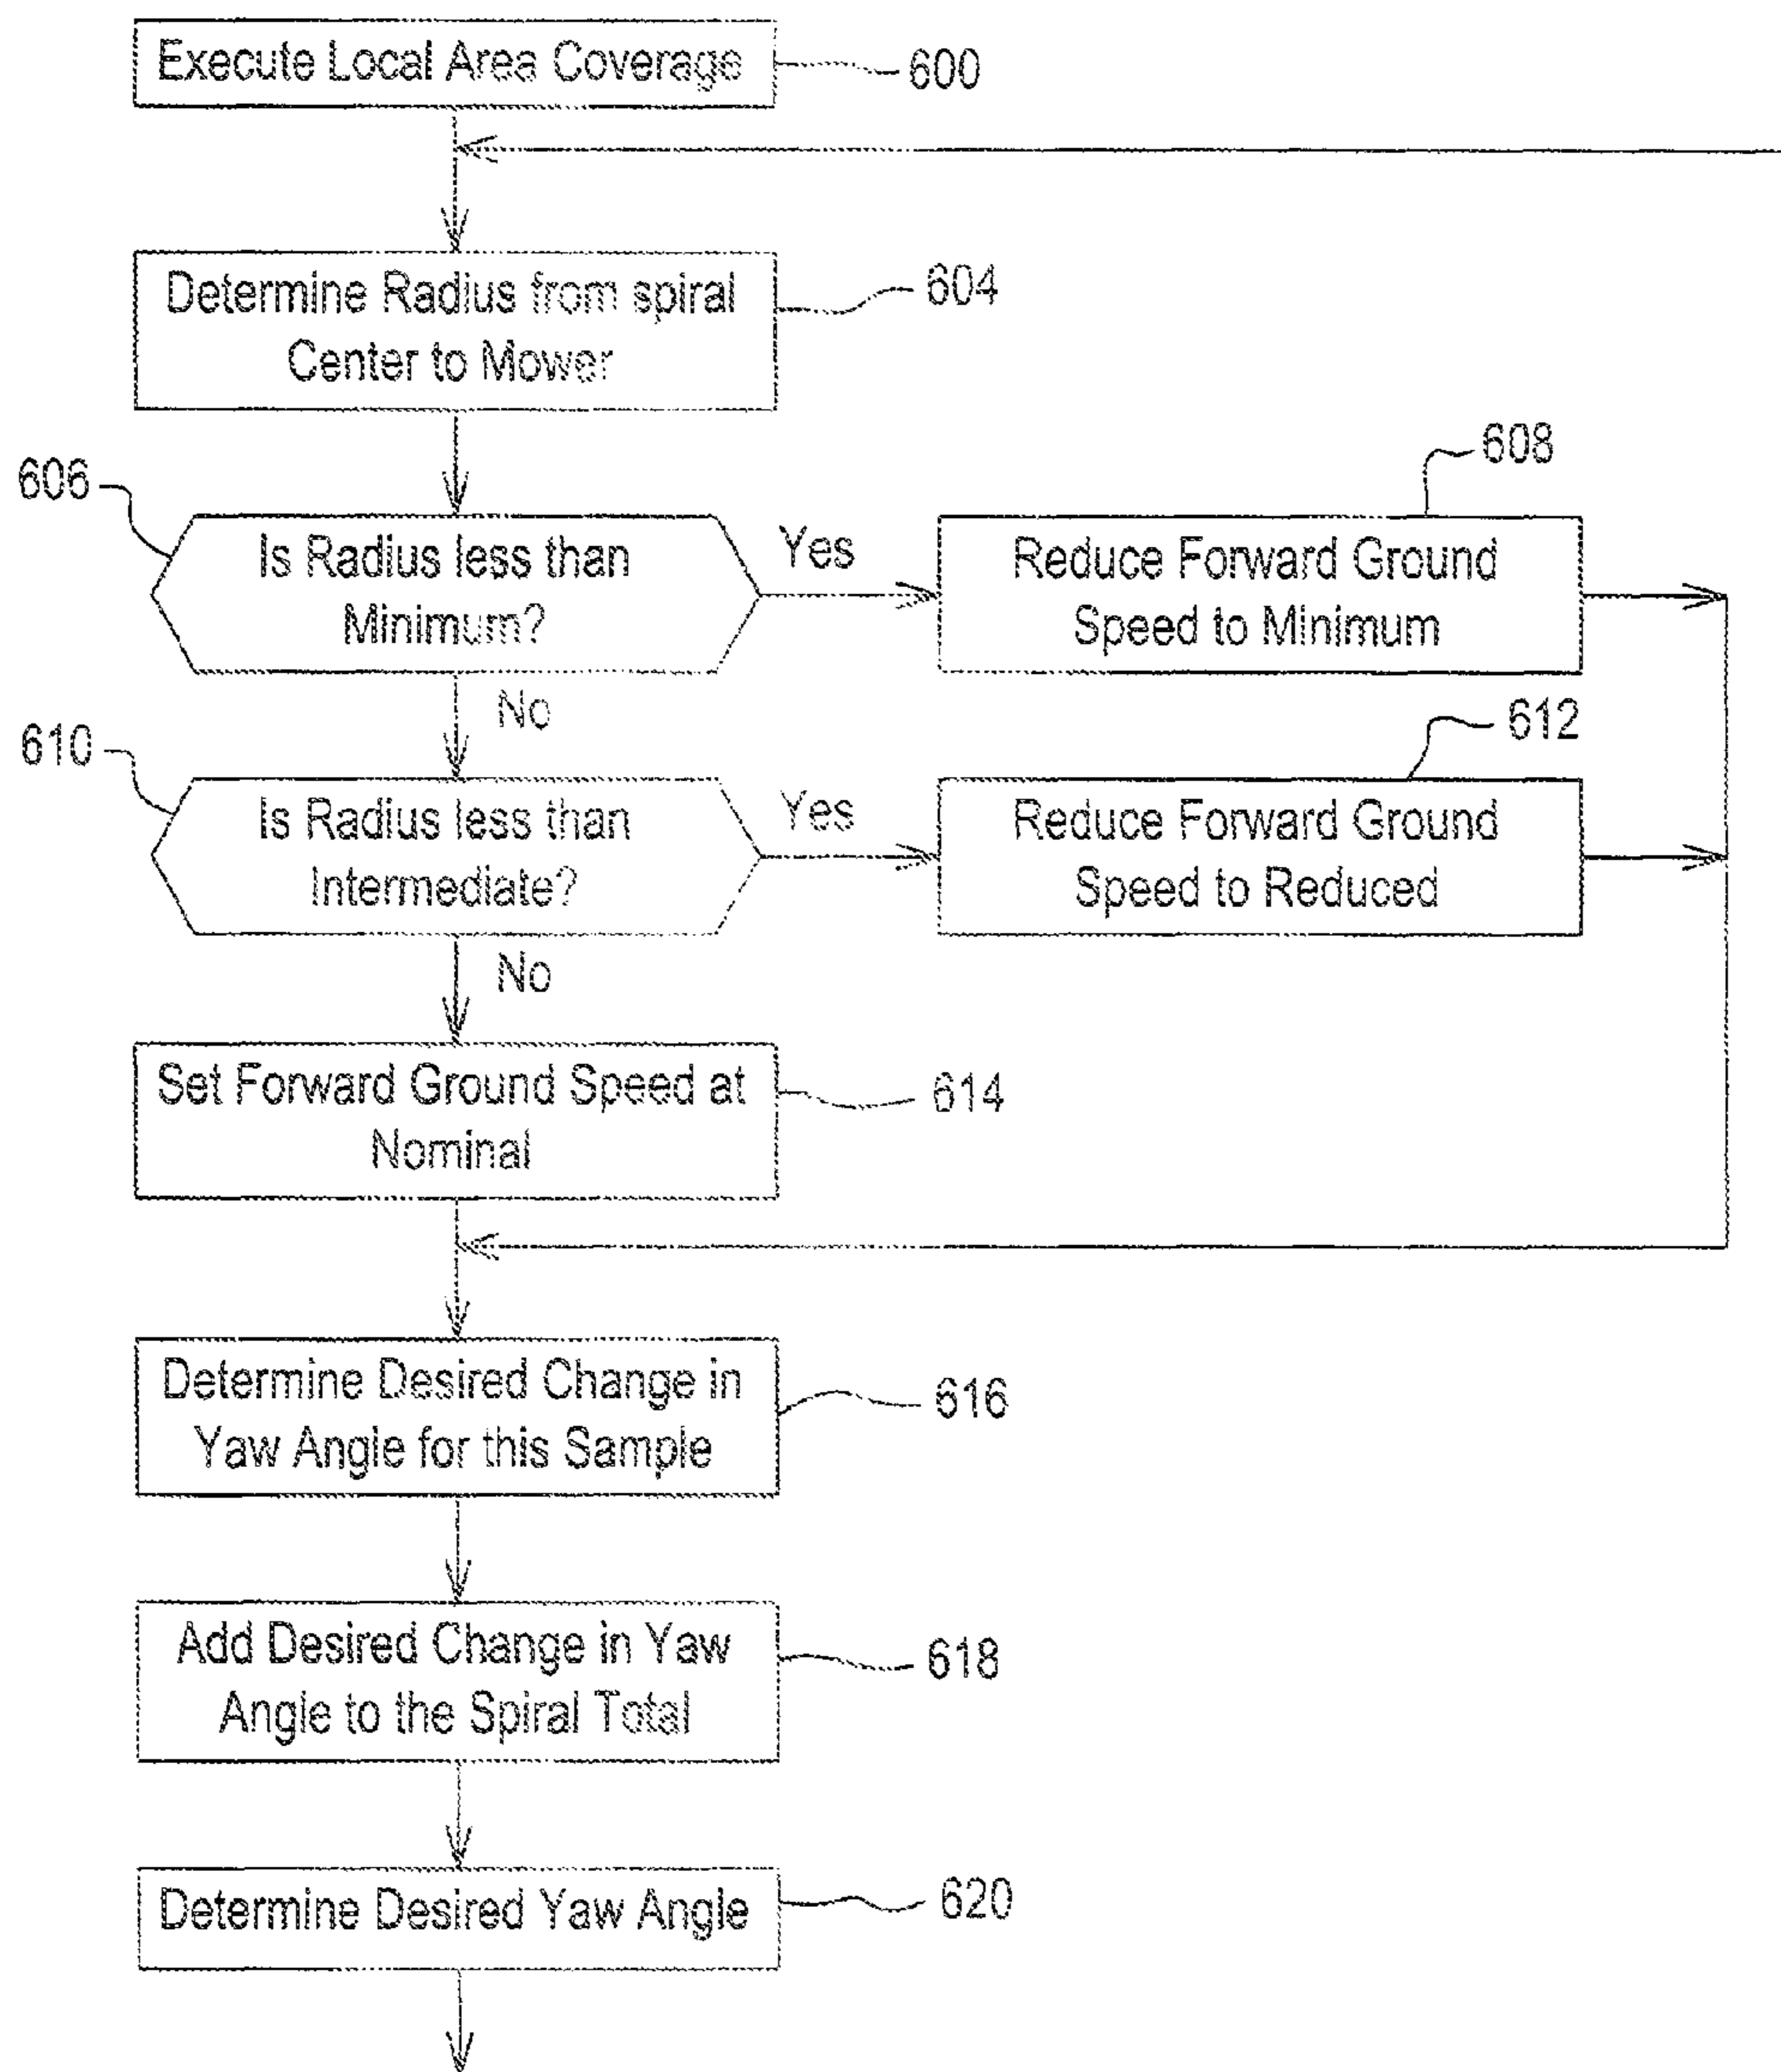 Execute Local Area Coverage
600
Determine Radius from spiral
Center to Mower
604
606
Is Radius less than
Minimum?
Yes
608
Reduce Forward Ground
Speed to Minimum
No
610
Is Radius less than
Intermediate?
Yes
612
Reduce Forward Ground
Speed to Reduced
No
Set Forward Ground Speed at
Nominal
614
Determine Desired Change in
Yaw Angle for this Sample
616
Add Desired Change in Yaw
Angle to the Spiral Total
618
Determine Desired Yaw Angle
620